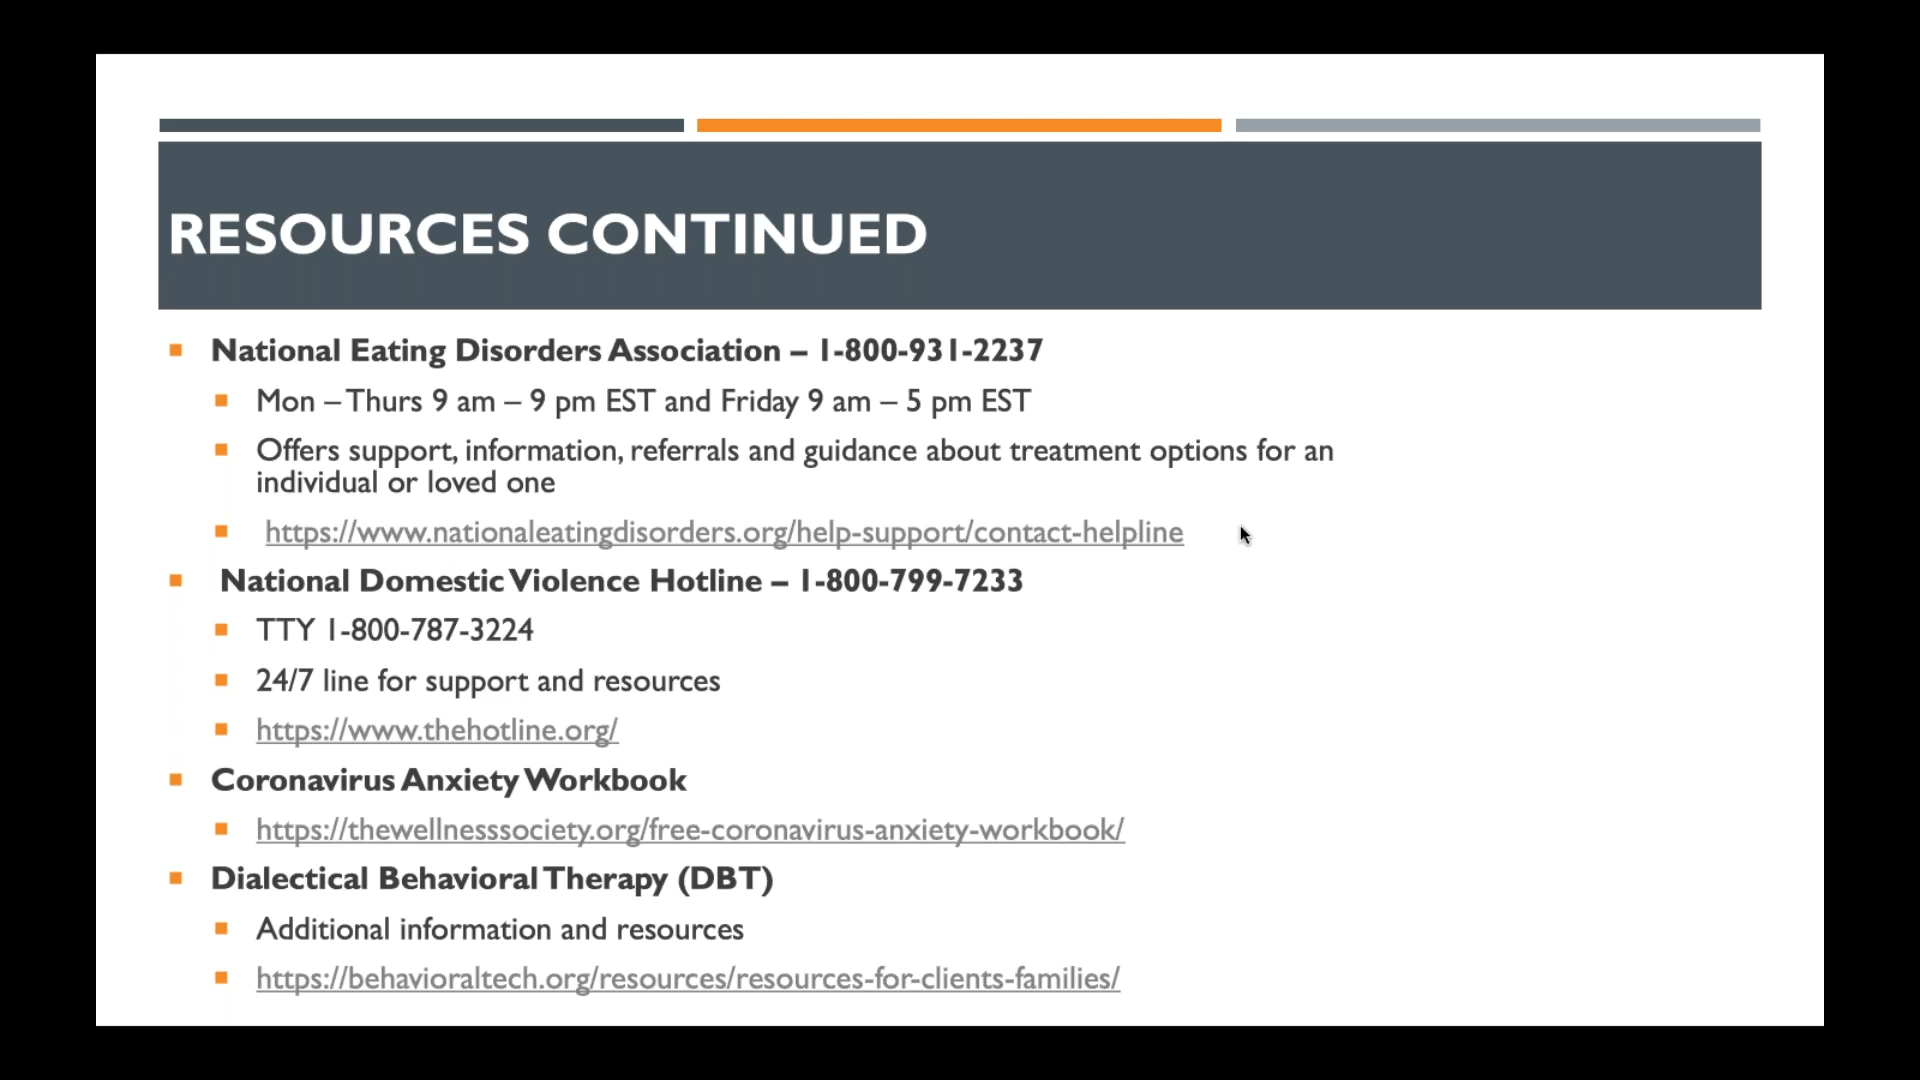 RESOURCES CONTINUED
National Eating Disorders Association – 1-800-931-2237
Mon – Thurs 9 am – 9 pm EST and Friday 9 am – 5 pm EST
Offers support, information, referrals and guidance about treatment options for an
individual or loved one
https://www.nationaleatingdisorders.org/help-support/contact-helpline
National Domestic Violence Hotline – 1-800-799-7233
TTY 1-800-787-3224
24/7 line for support and resources
https://www.thehotline.org/
Coronavirus Anxiety Workbook
https://thewellnesssociety.org/free-coronavirus-anxiety-workbook/
Dialectical Behavioral Therapy (DBT)
Additional information and resources
https://behavioraltech.org/resources/resources-for-clients-families/